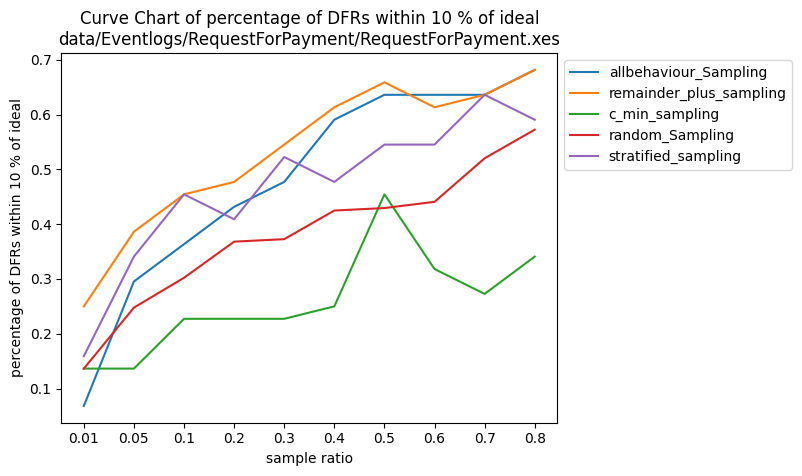 Curve Chart of percentage of DFRs within 10 % of ideal
data/Eventlogs/RequestForPayment/RequestForPayment.xes
percentage of DFRs within 10 % of ideal
0.7
0.6
0.5
0.4
0.3
0.2
0.1
0.01 0.05 0.1 0.2 0.3 0.4 0.5 0.6 0.7 0.8
sample ratio
allbehaviour_Sampling
remainder_plus_sampling
c_min_sampling
random_Sampling
stratified_sampling